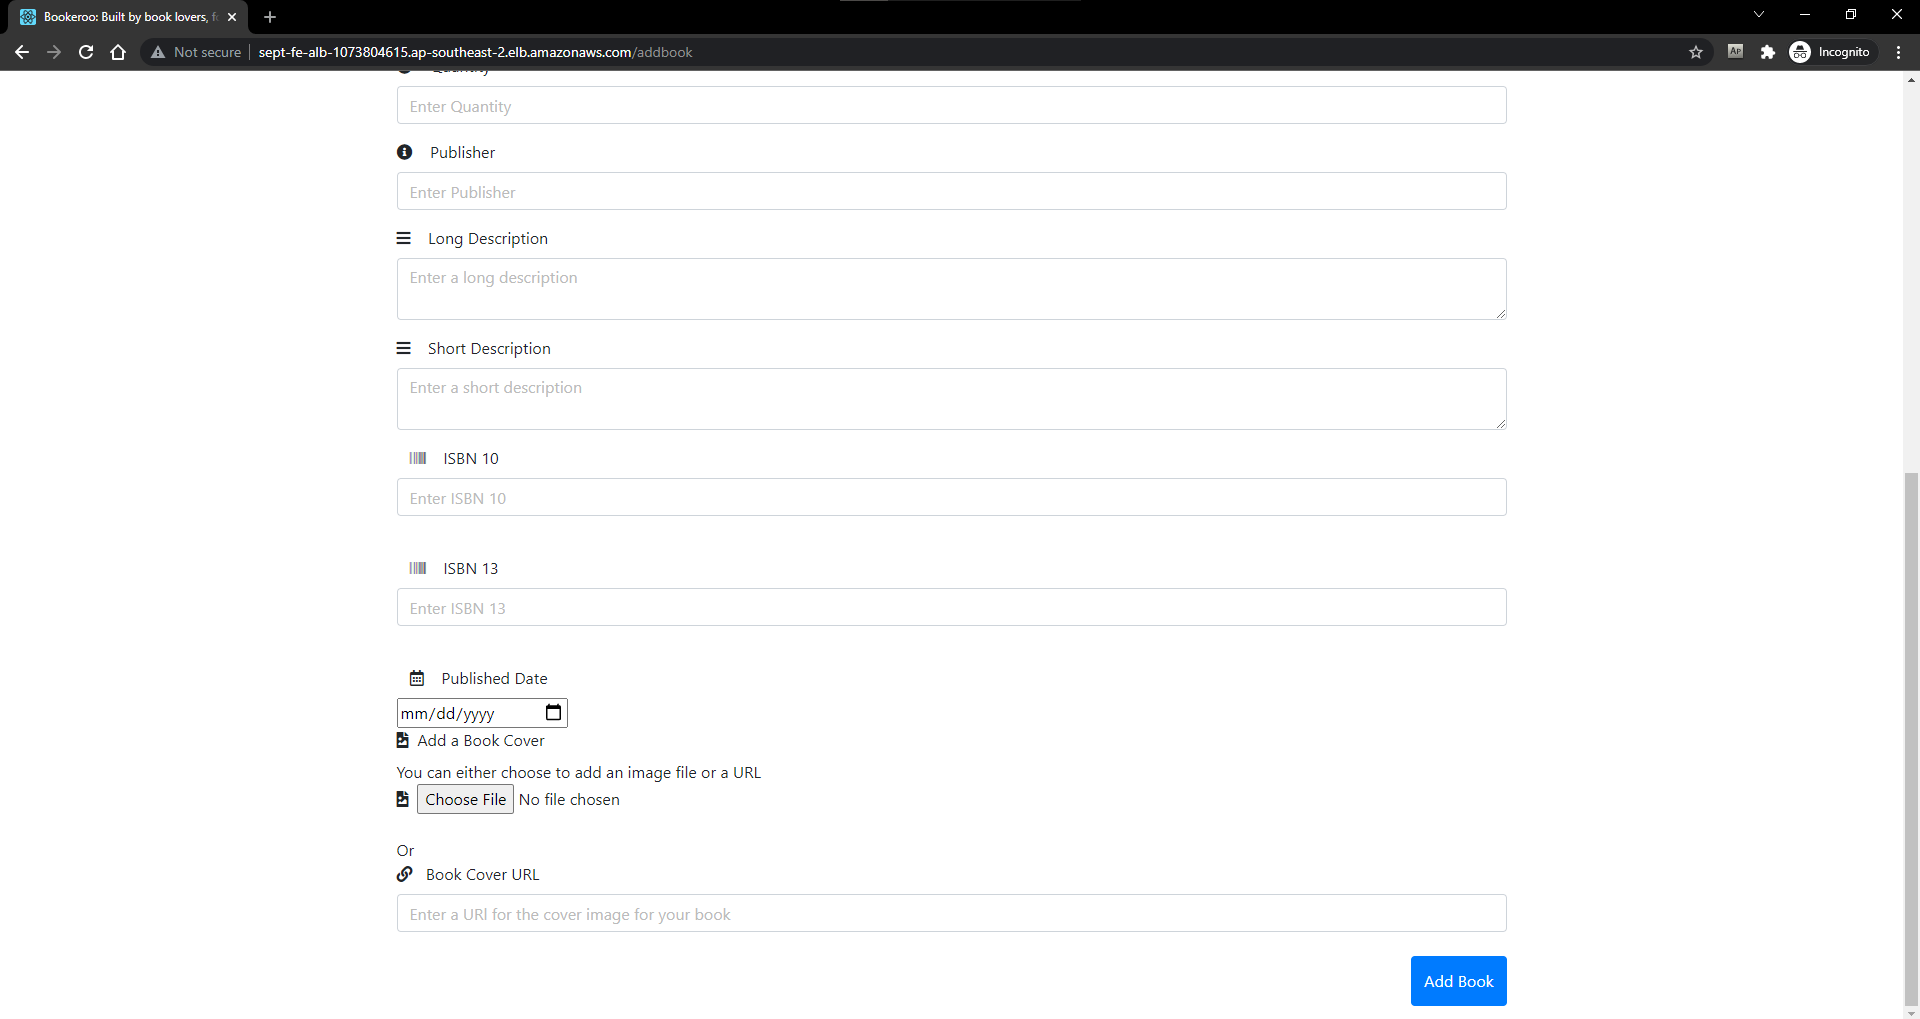 Bookeroo: Built by book lovers, f
Not secure
sept-fe-alb-1073804615.ap-southeast-2.elb.amazonaws.com/addbook
AP
Incognito
Quantity
Enter Quantity
Publisher
Enter Publisher
Long Description
Enter a long description
Short Description
Enter a short description
ISBN 10
Enter ISBN 10
ISBN 13
Enter ISBN 13
Published Date
mm/dd/yyyy
Add a Book Cover
You can either choose to add an image file or a URL
Choose File No file chosen
Or
Book Cover URL
Enter a URl for the cover image for your book
Add Book